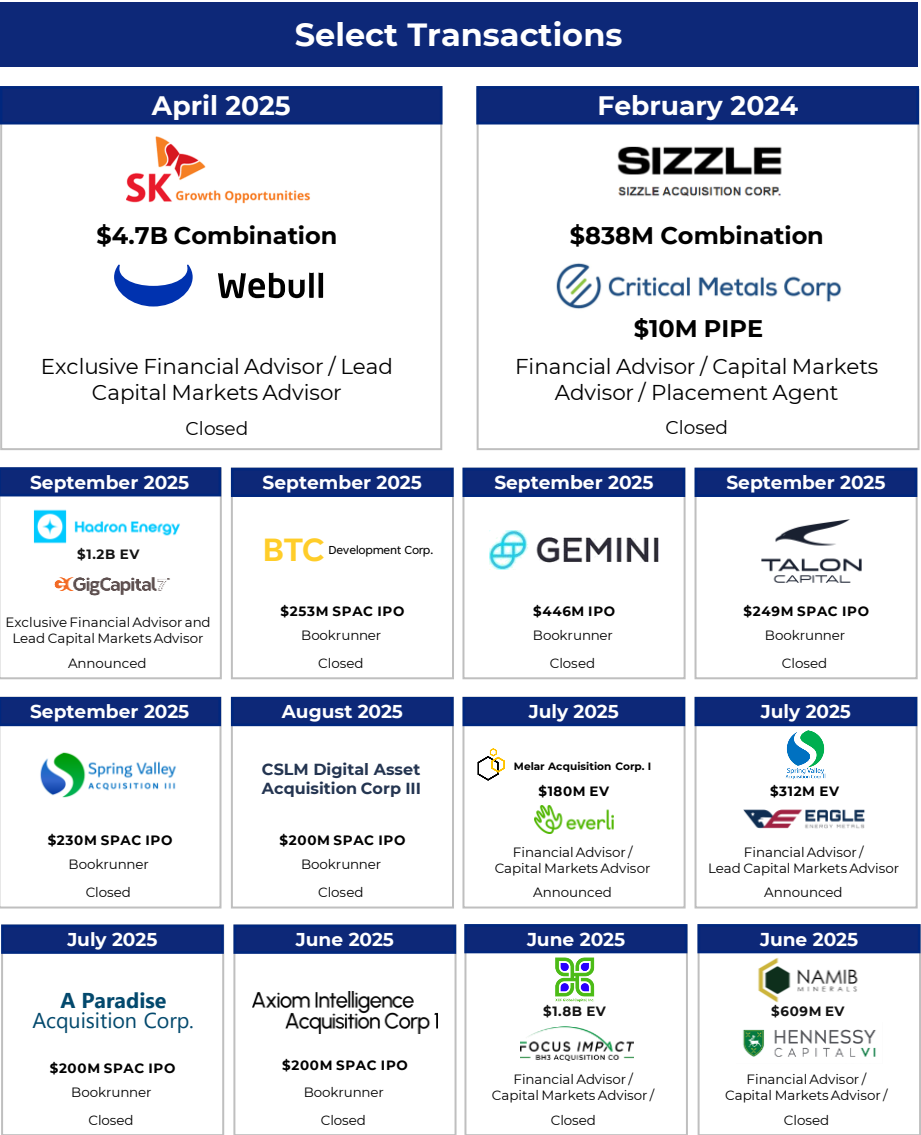 Select Transactions
April 2025
SK Growth Opportunities
$4.7B Combination
Webull
Exclusive Financial Advisor / Lead
Capital Markets Advisor
Closed
February 2024
SIZZLE
SIZZLE ACQUISITION CORP.
$838M Combination
Critical Metals Corp
$10M PIPE
Financial Advisor / Capital Markets
Advisor / Placement Agent
Closed
September 2025
Hadron Energy
$1.2B EV
GigCapital7
Exclusive Financial Advisor and
Lead Capital Markets Advisor
Announced
September 2025
BTC Development Corp.
$253M SPAC IPO
Bookrunner
Closed
September 2025
GEMINI
$446M IPO
Bookrunner
Closed
September 2025
TALON
CAPITAL
$249M SPAC IPO
Bookrunner
Closed
September 2025
Spring Valley
ACQUISITION III
$230M SPAC IPO
Bookrunner
Closed
August 2025
CSLM Digital Asset
Acquisition Corp III
$200M SPAC IPO
Bookrunner
Closed
July 2025
Melar Acquisition Corp. I
$180M EV
everli
Financial Advisor /
Capital Markets Advisor
Announced
July 2025
Spring Valley
$312M EV
EAGLE
ENERGY METALS
Financial Advisor /
Lead Capital Markets Advisor
Announced
July 2025
A Paradise
Acquisition Corp.
$200M SPAC IPO
Bookrunner
Closed
June 2025
Axiom Intelligence
Acquisition Corp 1
$200M SPAC IPO
Bookrunner
Closed
June 2025
$1.8B EV
FOCUS IMPACT
BH3 ACQUISITION CO
Financial Advisor /
Capital Markets Advisor /
Closed
June 2025
NAMIB
MINERALS
$609M EV
HENNESSY
CAPITAL VI
Financial Advisor /
Capital Markets Advisor /
Closed